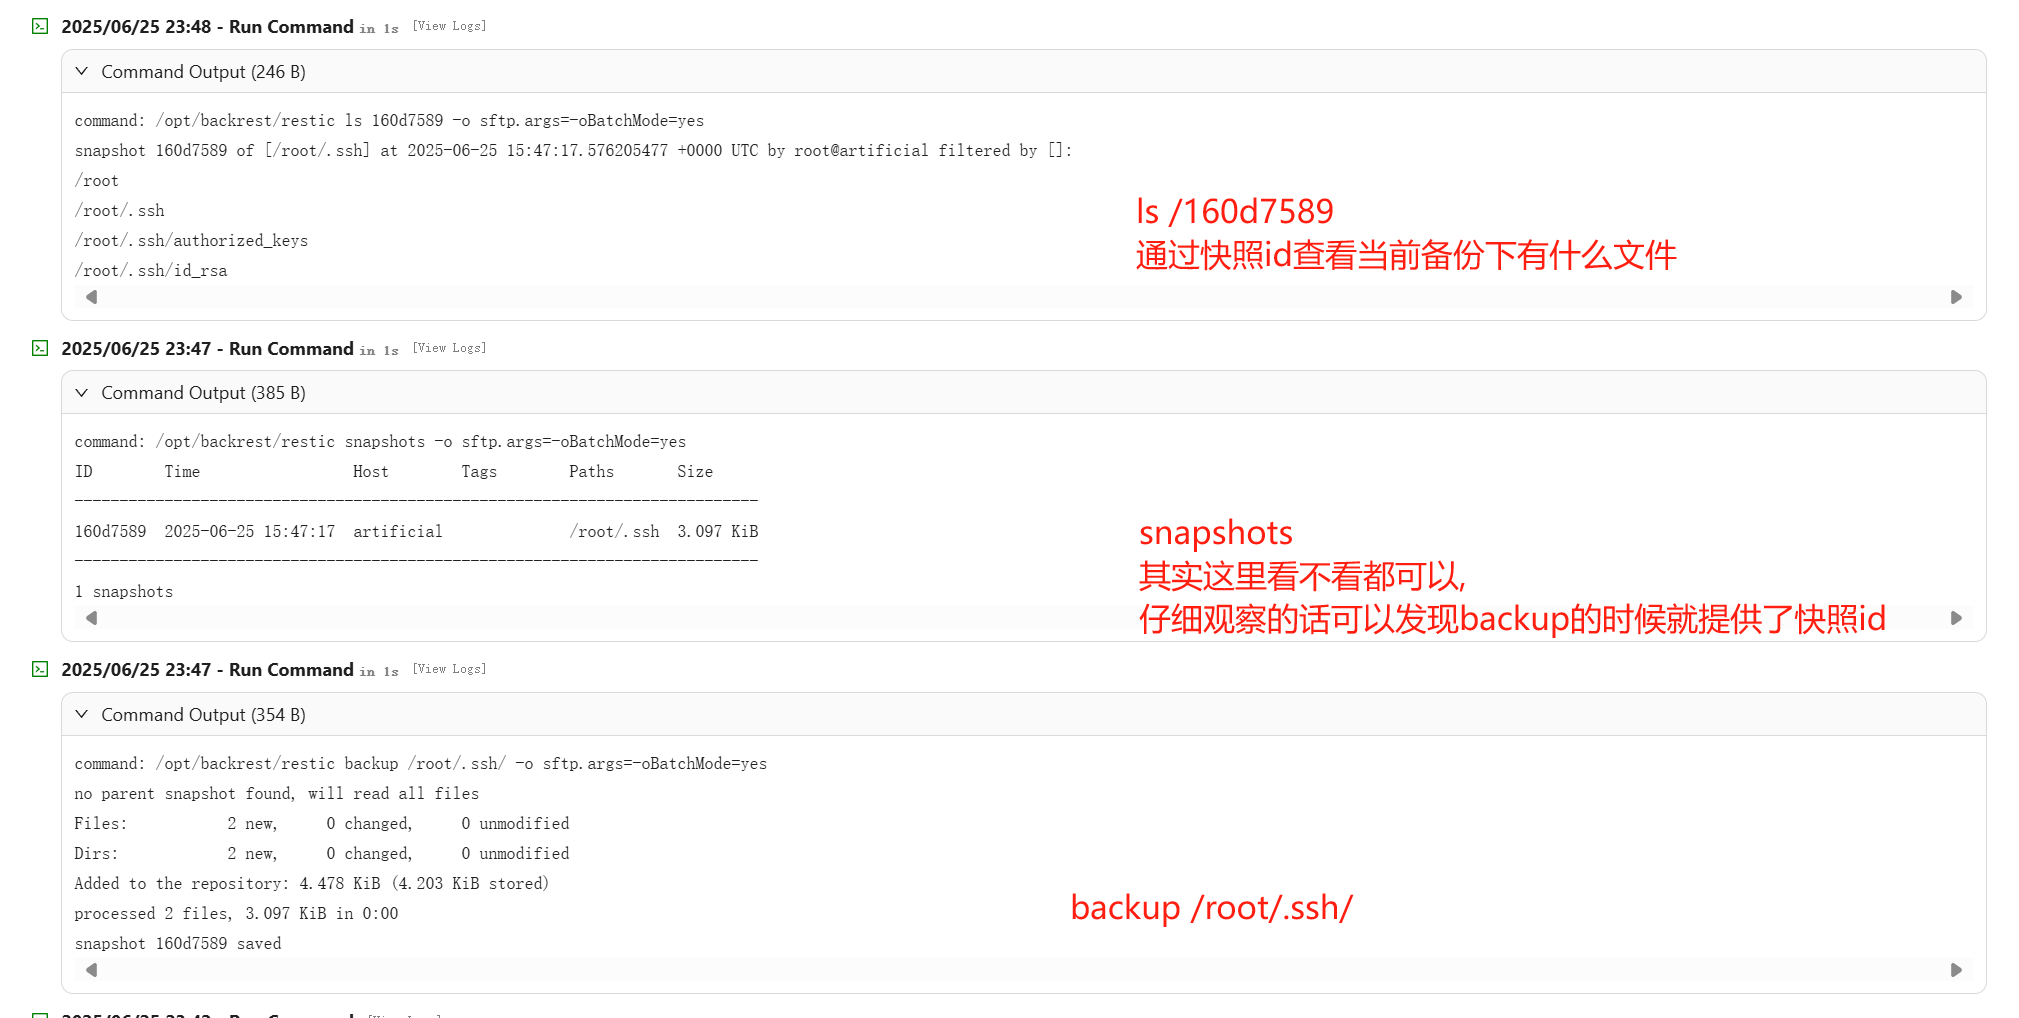 2025/06/25 23:48 - Run Command in 1s [View Logs]
Command Output (246 B)
command: /opt/backrest/restic ls 160d7589 -o sftp.args=-oBatchMode=yes
snapshot 160d7589 of [/root/.ssh] at 2025-06-25 15:47:17.576205477 +0000 UTC by root@artificial filtered by []:
/root
/root/.ssh
/root/.ssh/authorized_keys
/root/.ssh/id_rsa
ls /160d7589
通过快照id查看当前备份下有什么文件
2025/06/25 23:47 - Run Command in 1s [View Logs]
Command Output (385 B)
command: /opt/backrest/restic snapshots -o sftp.args=-oBatchMode=yes
ID Time Host Tags Paths Size
----------------------------------------------------------------------------
160d7589 2025-06-25 15:47:17 artificial /root/.ssh 3.097 KiB
----------------------------------------------------------------------------
1 snapshots
snapshots
其实这里看不看都可以,
仔细观察的话可以发现backup的时候就提供了快照id
2025/06/25 23:47 - Run Command in 1s [View Logs]
Command Output (354 B)
command: /opt/backrest/restic backup /root/.ssh/ -o sftp.args=-oBatchMode=yes
no parent snapshot found, will read all files
Files: 2 new, 0 changed, 0 unmodified
Dirs: 2 new, 0 changed, 0 unmodified
Added to the repository: 4.478 KiB (4.203 KiB stored)
processed 2 files, 3.097 KiB in 0:00
snapshot 160d7589 saved
backup /root/.ssh/